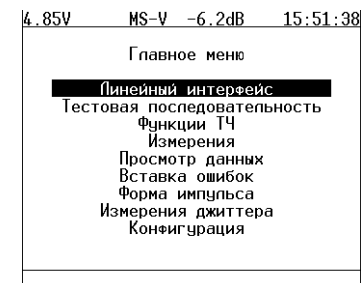 4.85V MS-V -6.2dB 15:51:38
Главное меню
Линейный интерфейс
Тестовая последовательность
Функции ТЧ
Измерения
Просмотр данных
Вставка ошибок
Форма импульса
Измерения джиттера
Конфигурация